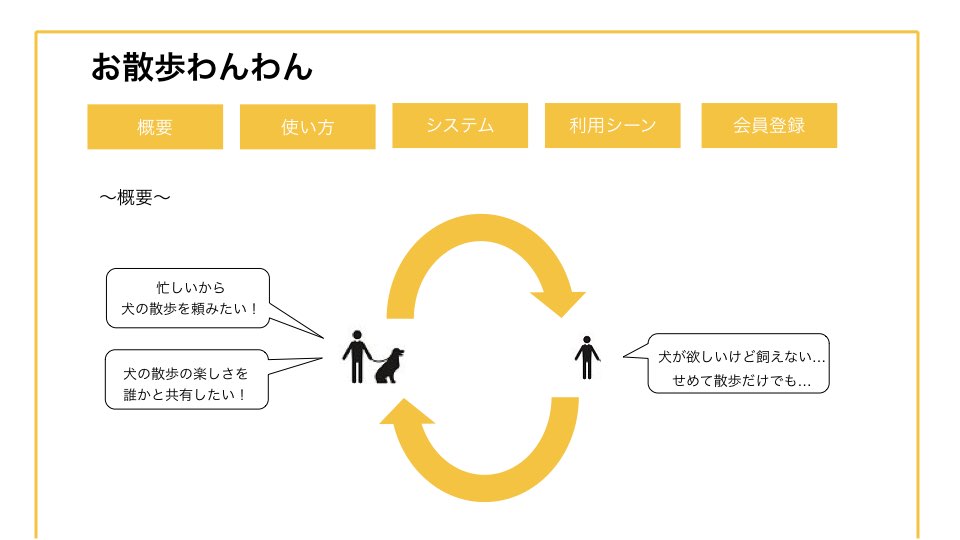 お散歩わんわん
概要
使い方
システム
利用シーン
会員登録
〜概要〜
忙しいから
犬の散歩を頼みたい！
犬の散歩の楽しさを
誰かと共有したい！
犬が欲しいけど飼えない…
せめて散歩だけでも…